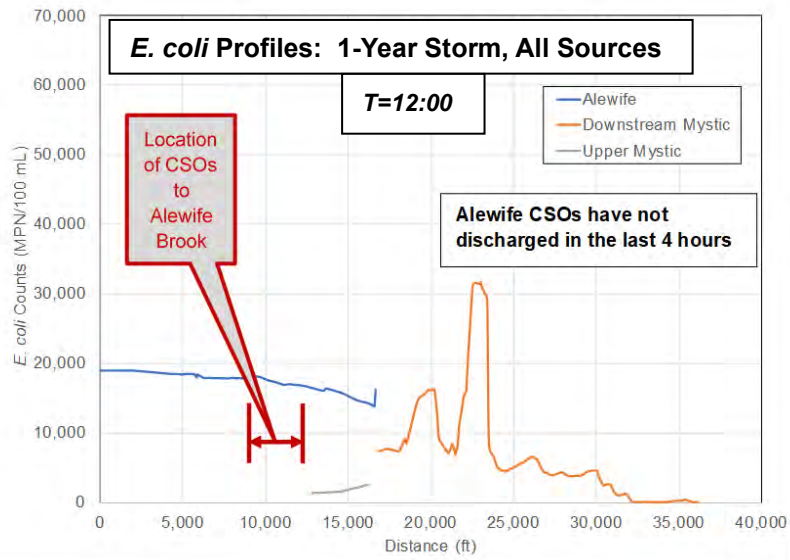 E. coli Profiles: 1-Year Storm, All Sources
T=12:00
Location
of CSOs
to
Alewife
Brook
Alewife
Downstream Mystic
Upper Mystic
Alewife CSOs have not
discharged in the last 4 hours
E. coli Counts (MPN/100 mL)
70,000
60,000
50,000
40,000
30,000
20,000
10,000
0
0 5,000 10,000 15,000 20,000 25,000 30,000 35,000 40,000
Distance (ft)